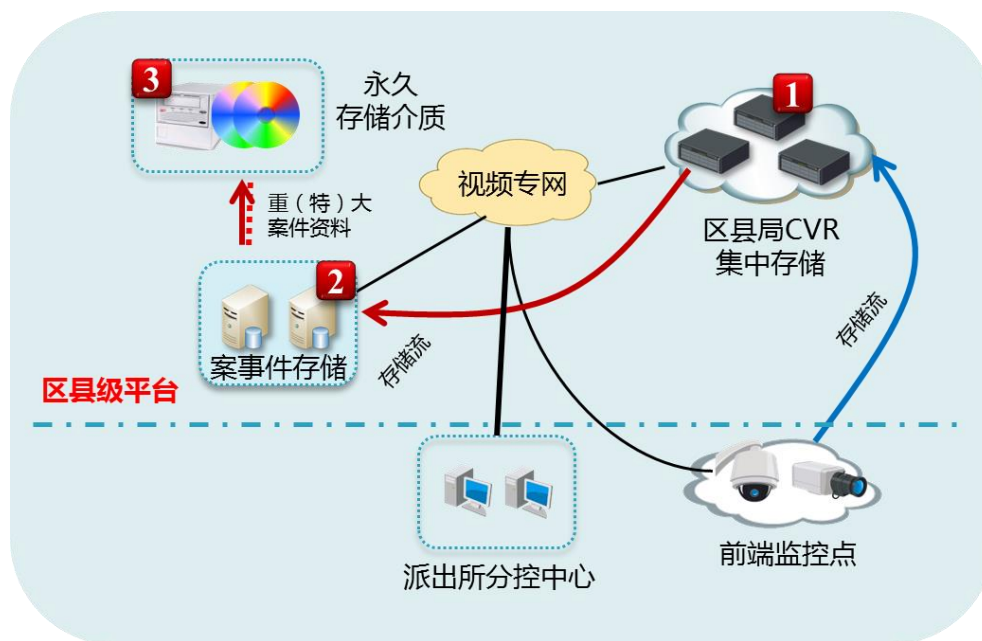 3
永久
存储介质
1
视频专网
重（特）大
案件资料
区县局CVR
集中存储
2
案事件存储
存储流
存储流
区县级平台
派出所分控中心
前端监控点